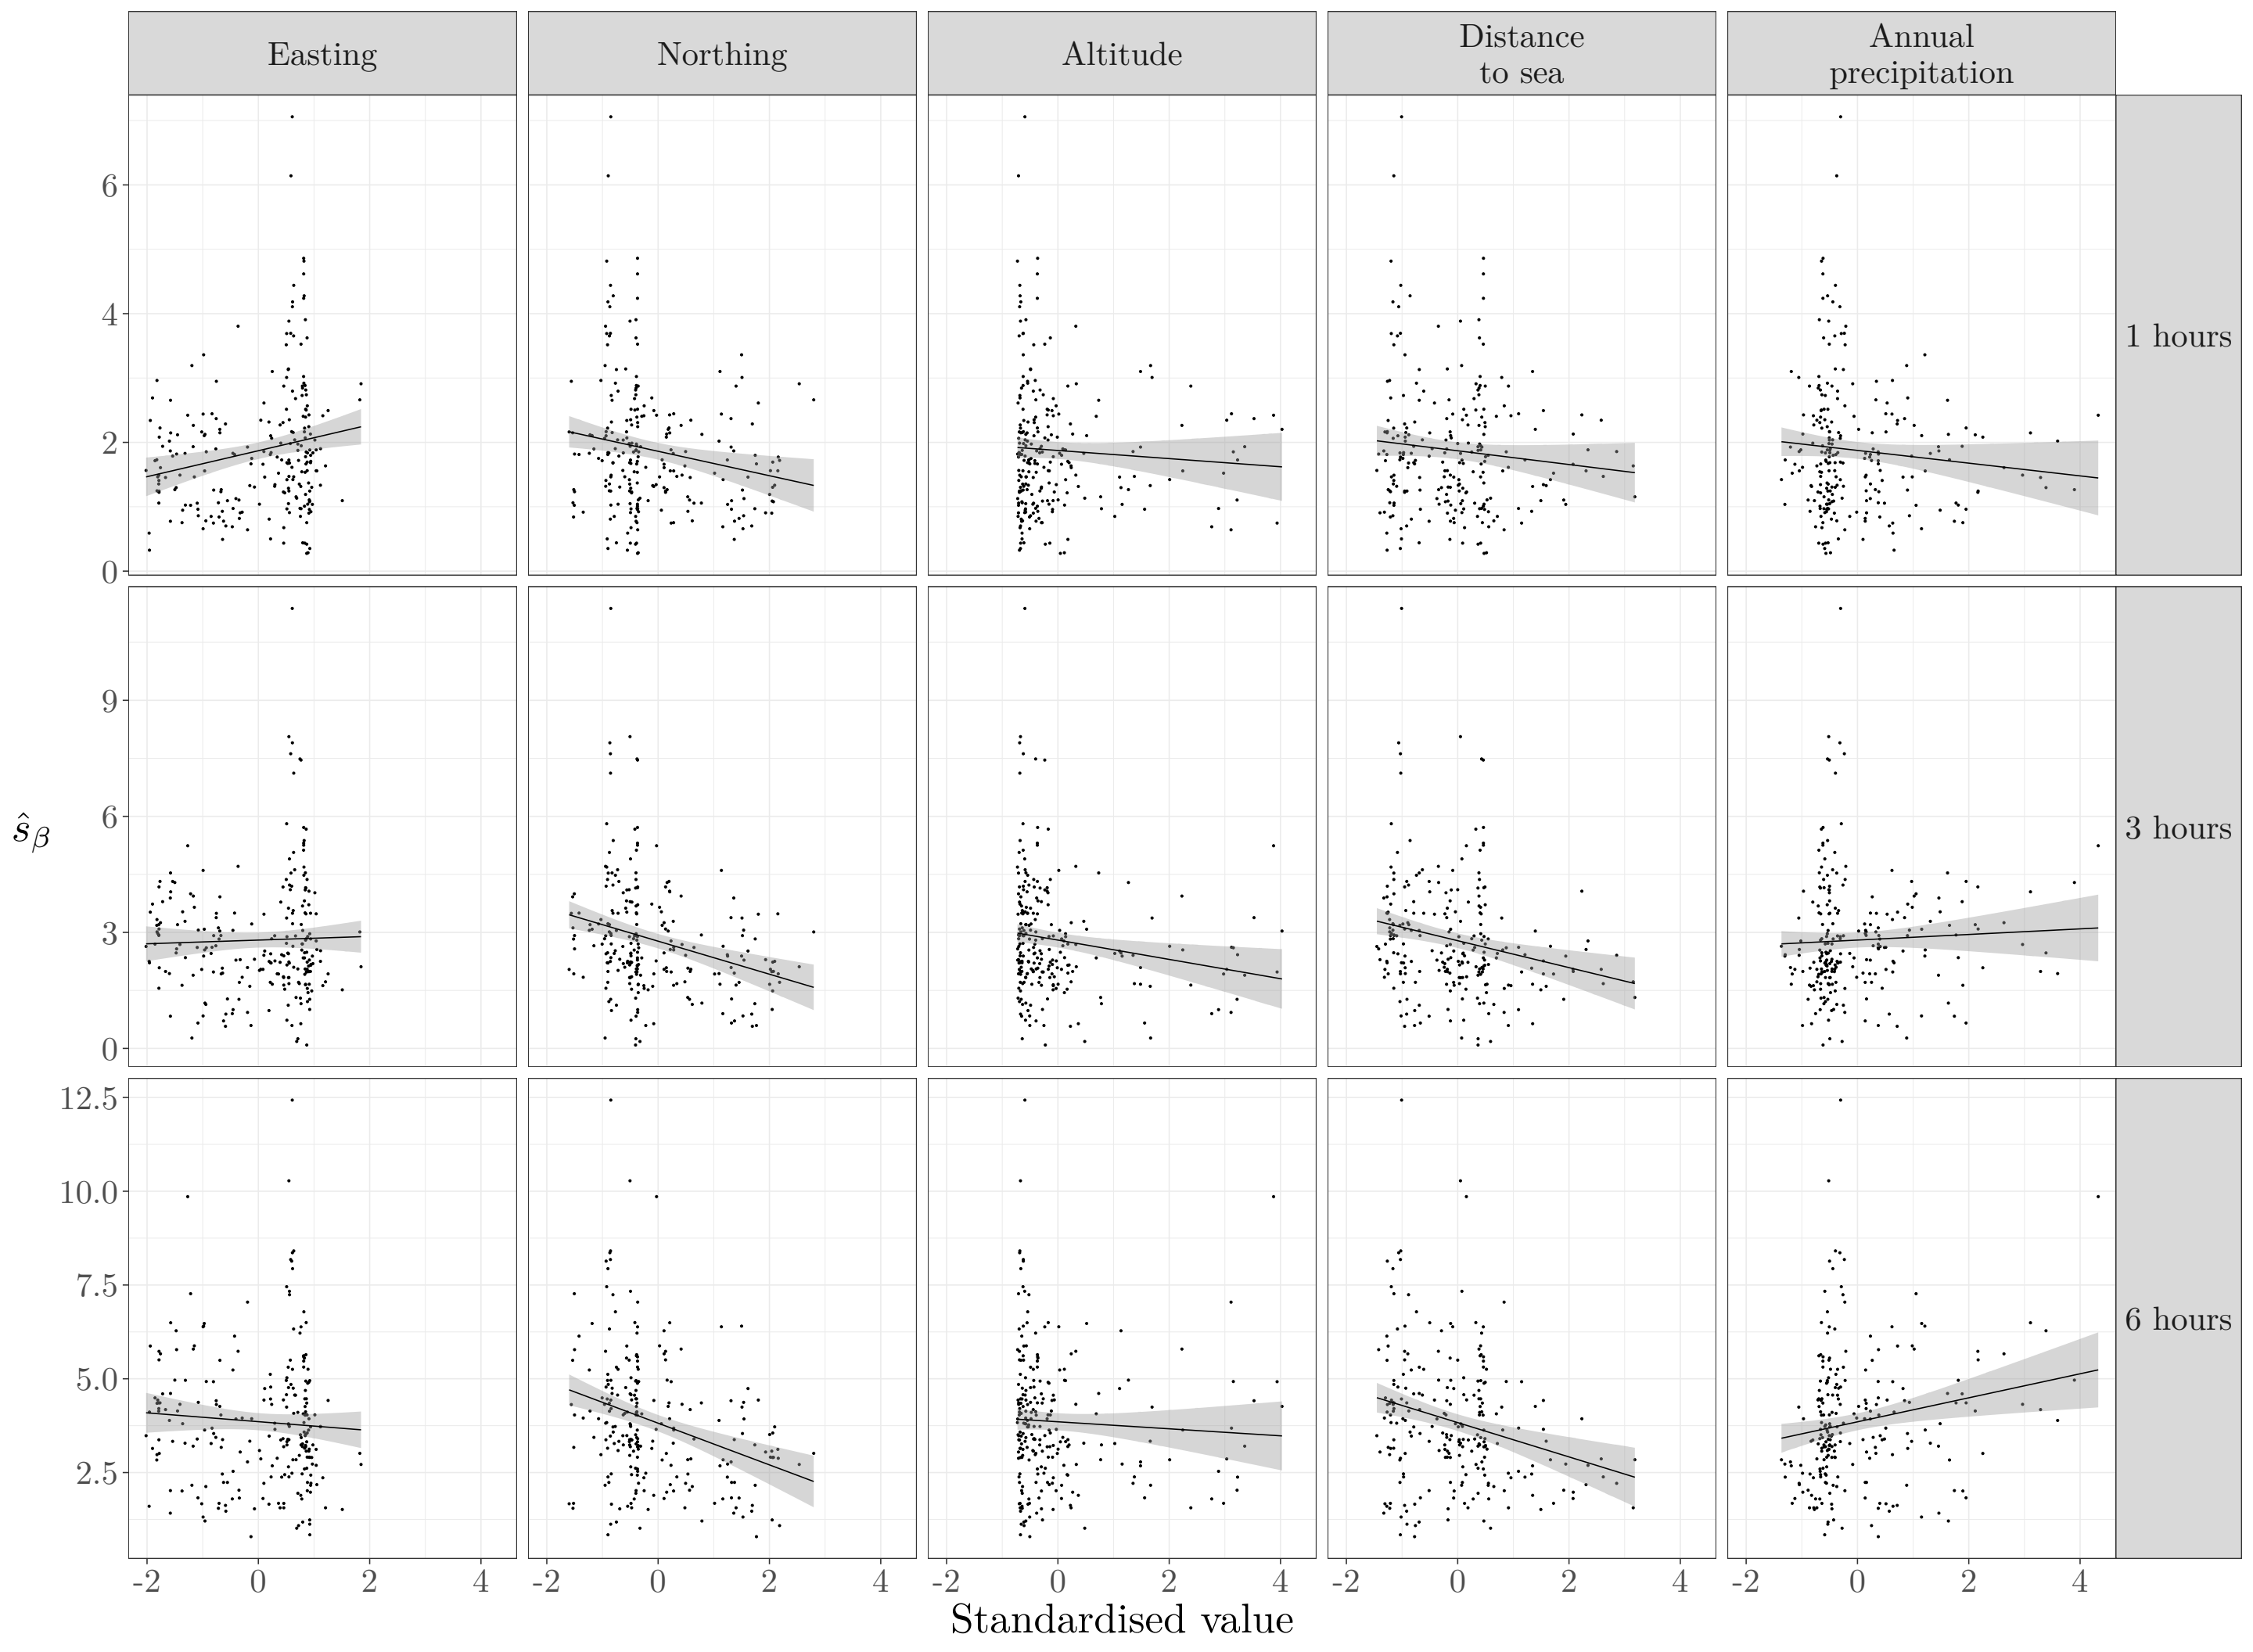 Easting
Northing
Altitude
Distance
to sea
Annual
precipitation
6
4
2
0
1 hours
9
6
3
0
3 hours
ŝβ
12.5
10.0
7.5
5.0
2.5
6 hours
-2 0 2 4 -2 0 2 4 -2 0 2 4 -2 0 2 4 -2 0 2 4
Standardised value